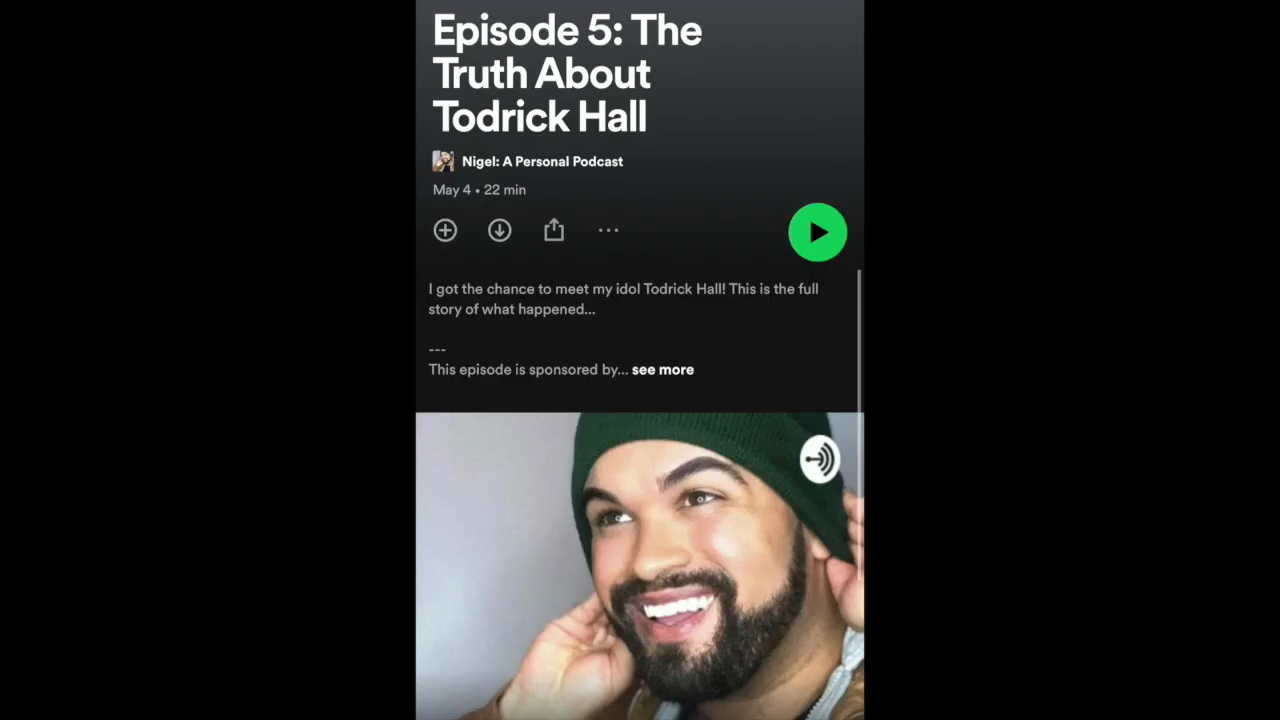 Episode 5: The
Truth About
Todrick Hall
Nigel: A Personal Podcast
May 4 • 22 min
I got the chance to meet my idol Todrick Hall! This is the full
story of what happened...
---
This episode is sponsored by... see more